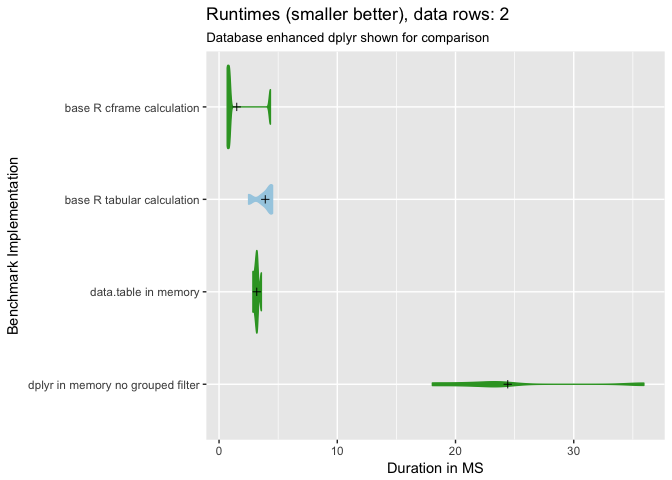 Runtimes (smaller better), data rows: 2
Database enhanced dplyr shown for comparison
Benchmark Implementation
base R cframe calculation
base R tabular calculation
data.table in memory
dplyr in memory no grouped filter
0 10 20 30
Duration in MS